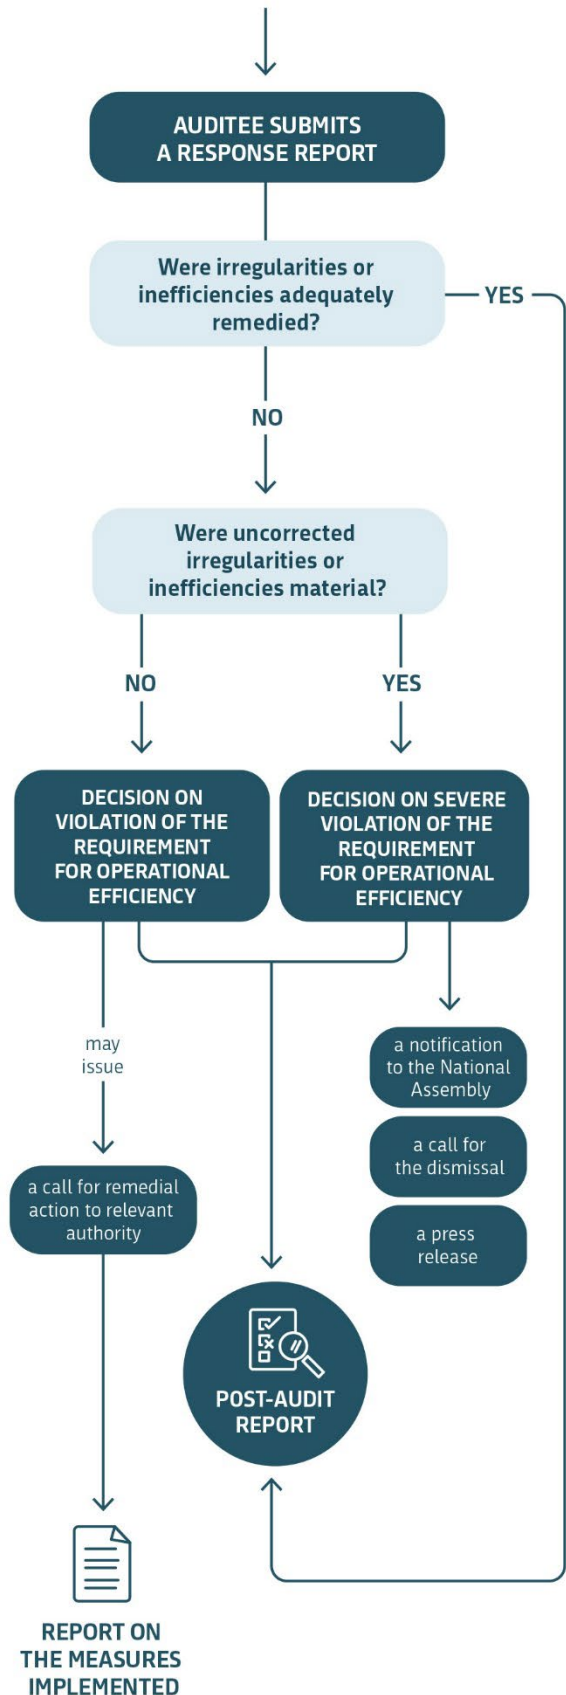 AUDITEE SUBMITS
A RESPONSE REPORT
Were irregularities or
inefficiencies adequately
remedied?
YES
NO
Were uncorrected
irregularities or
inefficiencies material?
NO
YES
DECISION ON
VIOLATION OF THE
REQUIREMENT
FOR OPERATIONAL
EFFICIENCY
DECISION ON SEVERE
VIOLATION OF THE
REQUIREMENT
FOR OPERATIONAL
EFFICIENCY
may
issue
a notification
to the National
Assembly
a call for
the dismissal
a press
release
a call for remedial
action to relevant
authority
POST-AUDIT
REPORT
REPORT ON
THE MEASURES
IMPLEMENTED